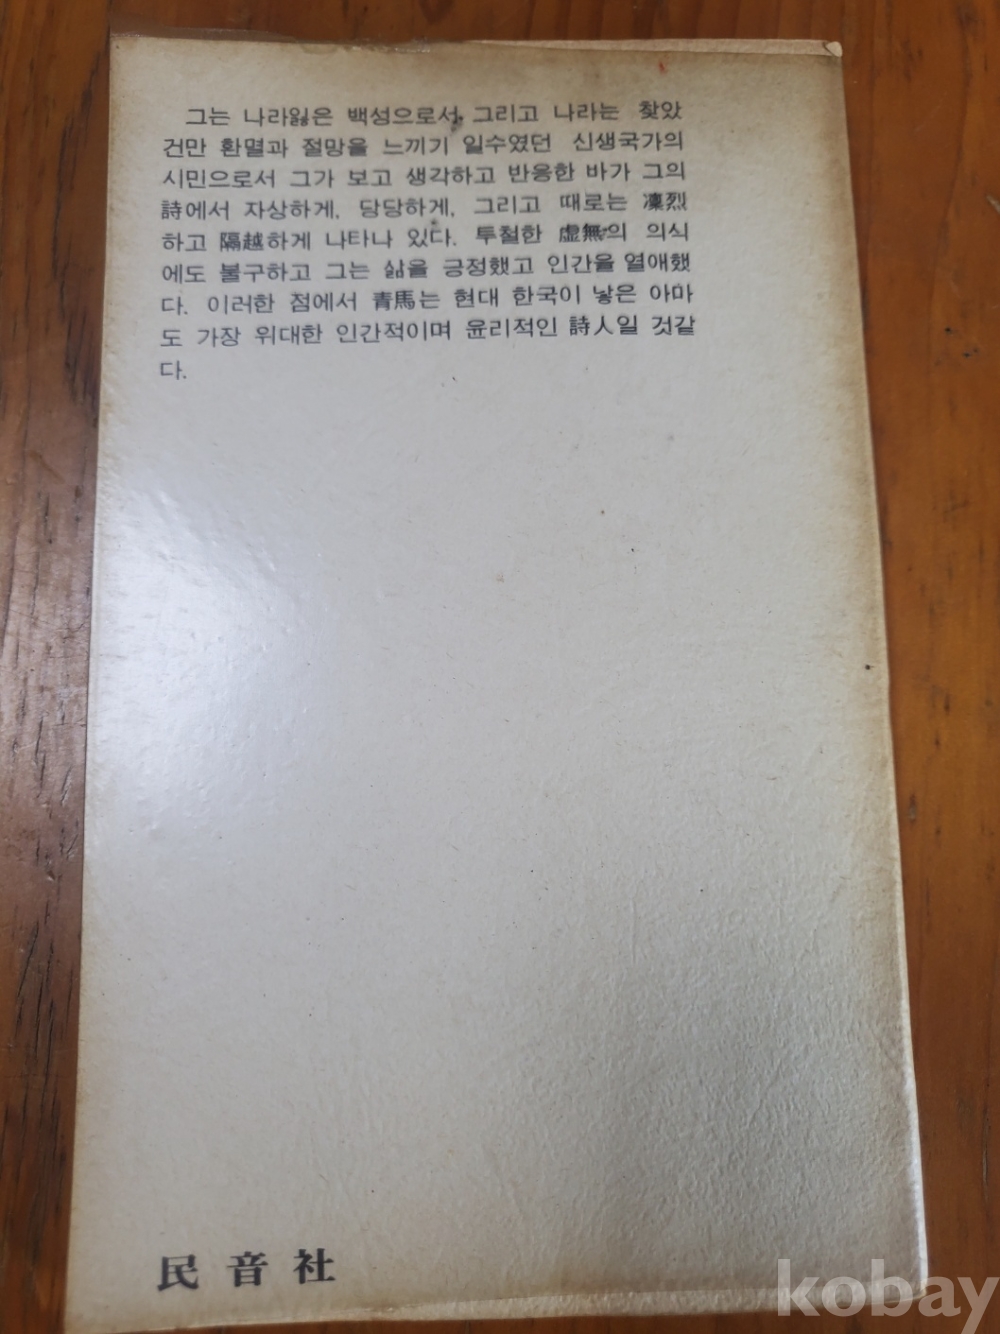 그는 나라잃은 백성으로서, 그리고 나라는 찾았
건만 환멸과 절망을 느끼기 일수였던 신생국가의
시민으로서 그가 보고 생각하고 반응한 바가 그의
詩에서 자상하게, 당당하게, 그리고 때로는 凜烈
하고 隔越하게 나타나 있다. 투철한 虛無의 의식
에도 불구하고 그는 삶을 긍정했고 인간을 열애했
다. 이러한 점에서 靑馬는 현대 한국이 낳은 아마
도 가장 위대한 인간적이며 윤리적인 詩人일 것같
다.
民音社
kobay